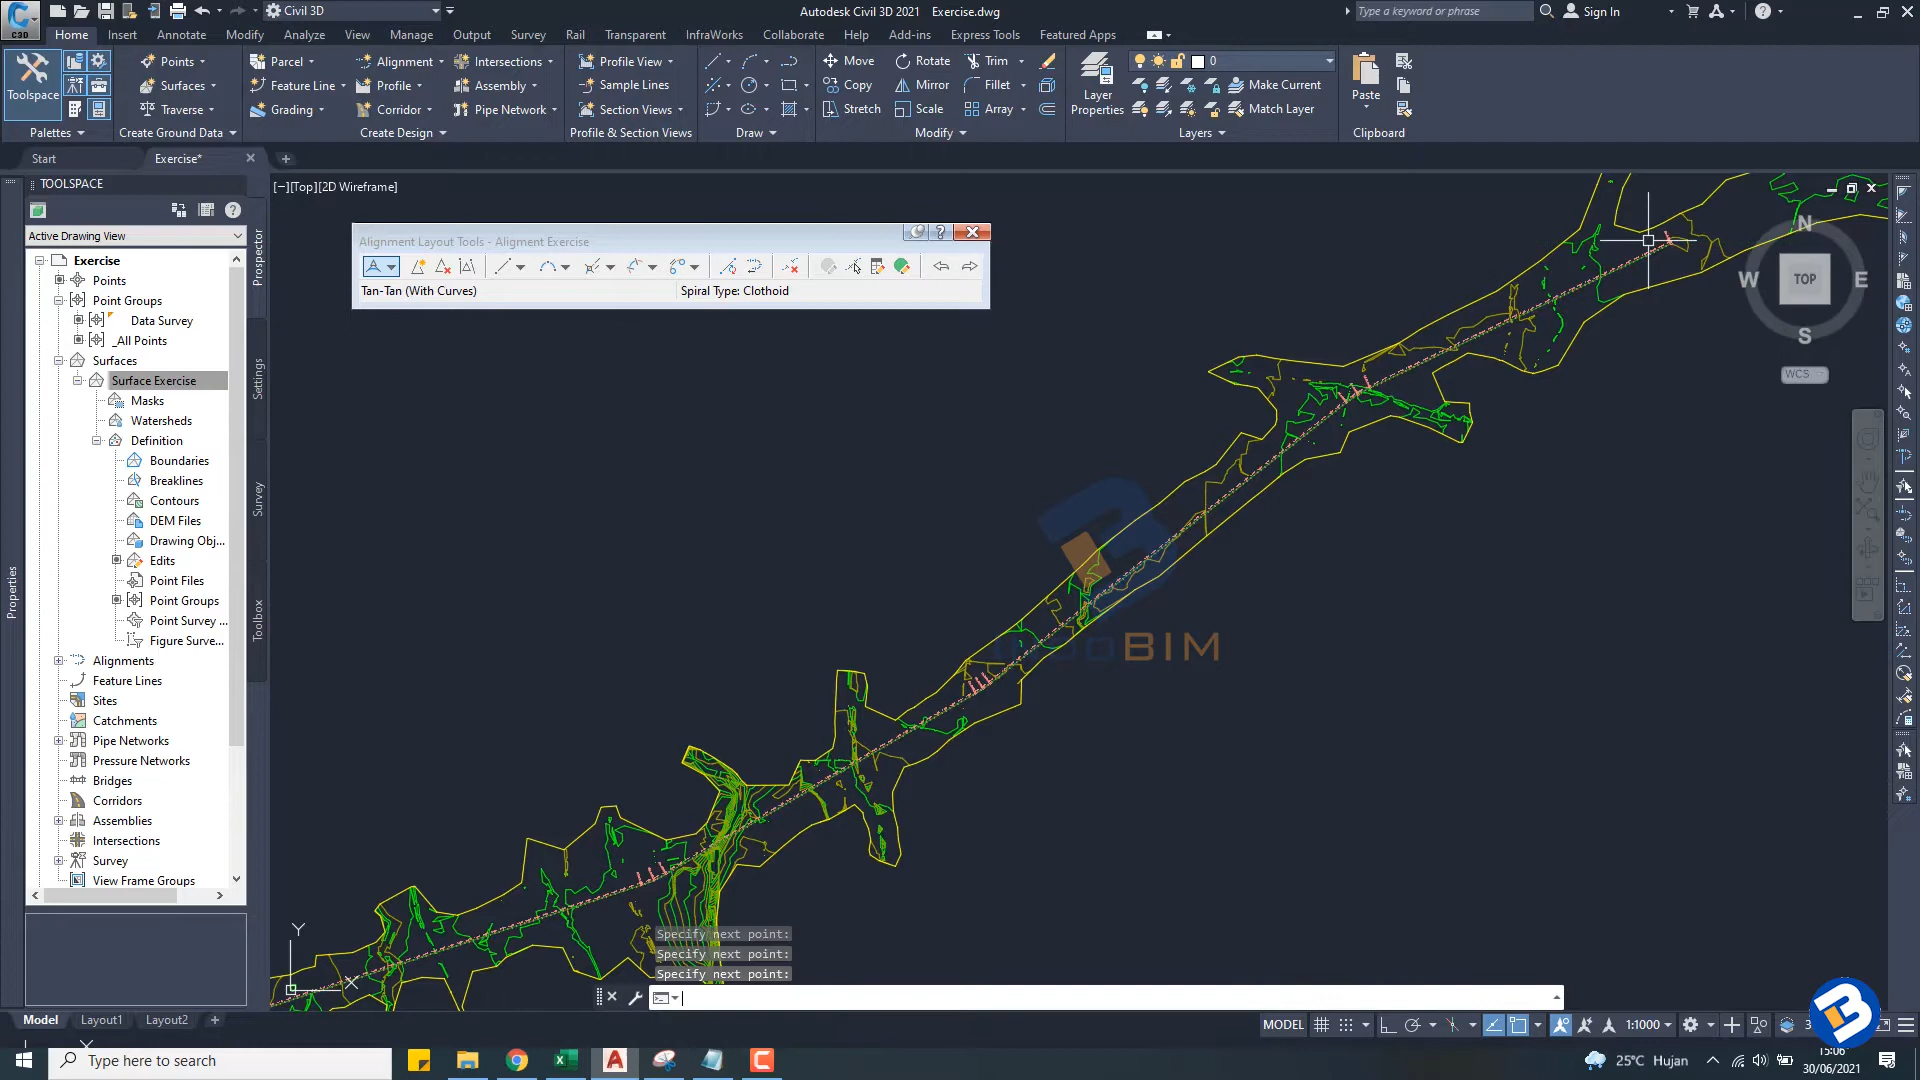 Civil 3D
Autodesk Civil 3D 2021 Exercise.dwg
Type a keyword or phrase
Sign In
C3D
Home Insert Annotate Modify Analyze View Manage Output Survey Rail Transparent InfraWorks Collaborate Help Add-ins Express Tools Featured Apps
Toolspace
Points
Surfaces
Traverse
Parcel
Feature Line
Grading
Alignment
Profile
Corridor
Intersections
Assembly
Pipe Network
Profile View
Sample Lines
Section Views
Move
Copy
Stretch
Rotate
Mirror
Scale
Trim
Fillet
Array
Layer
Properties
0
Make Current
Match Layer
Paste
Palettes Create Ground Data Create Design Profile & Section Views Draw Modify Layers Clipboard
Start Exercise*
TOOLSPACE
Active Drawing View
Exercise
Points
Point Groups
Data Survey
_All Points
Surfaces
Surface Exercise
Masks
Watersheds
Definition
Boundaries
Breaklines
Contours
DEM Files
Drawing Obj...
Edits
Point Files
Point Groups
Point Survey ...
Figure Surve...
Alignments
Feature Lines
Sites
Catchments
Pipe Networks
Pressure Networks
Bridges
Corridors
Assemblies
Intersections
Survey
View Frame Groups
Properties
Prospector
Settings
Survey
Toolbox
[−][Top][2D Wireframe]
Alignment Layout Tools - Aligment Exercise
Tan-Tan (With Curves) Spiral Type: Clothoid
N
W TOP E
S
WCS
BIM
Y
X
Specify next point:
Specify next point:
Specify next point:
Model Layout1 Layout2
MODEL 1:1000
Type here to search
25°C Hujan
15:06
30/06/2021